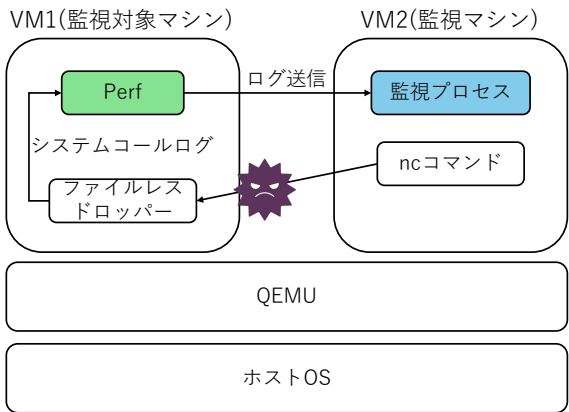 VM1(監視対象マシン)
VM2(監視マシン)
Perf
ログ送信
監視プロセス
システムコールログ
ncコマンド
ファイルレス
ドロッパー
QEMU
ホストOS